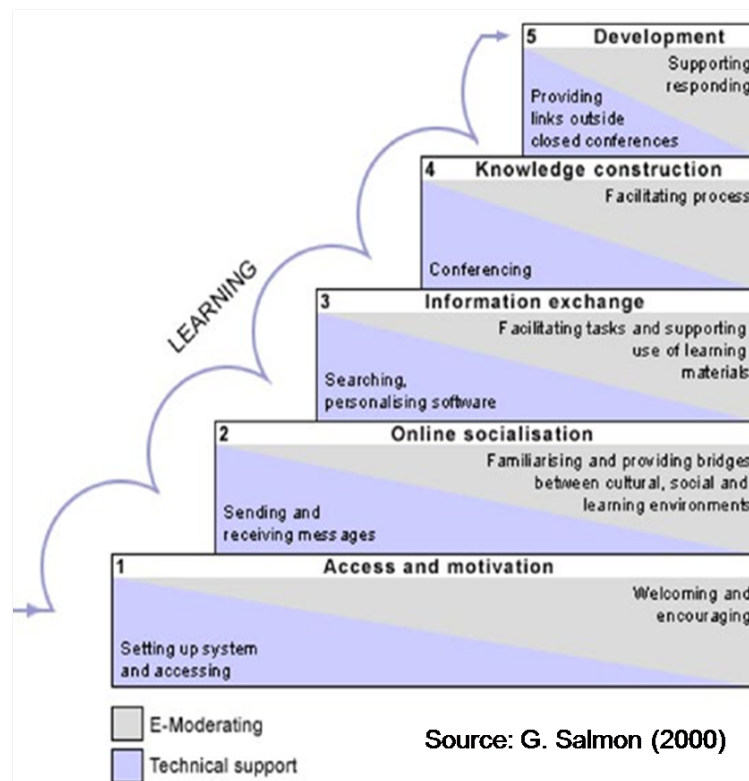 5 Development
Supporting
responding
Providing
links outside
closed conferences
4 Knowledge construction
Facilitating process
Conferencing
LEARNING
3 Information exchange
Facilitating tasks and supporting
use of learning
materials
Searching,
personalising software
2 Online socialisation
Familiarising and providing bridges
between cultural, social and
learning environments
Sending and
receiving messages
1 Access and motivation
Welcoming and
encouraging
Setting up system
and accessing
E-Moderating
Technical support
Source: G. Salmon (2000)